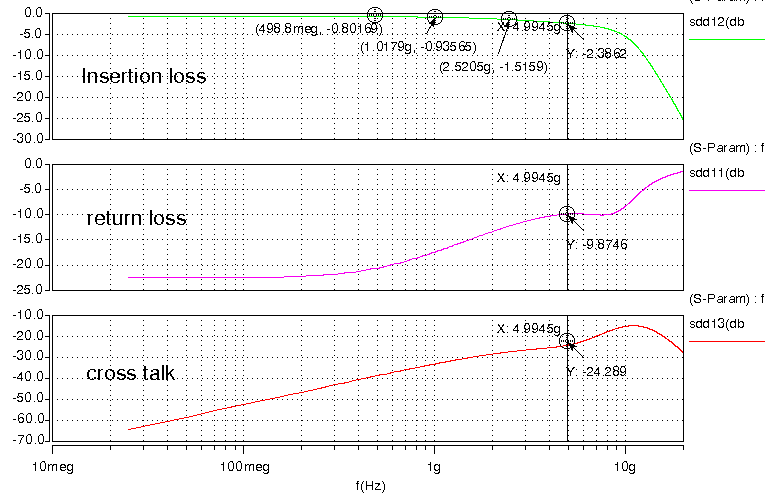 (S-Param) : f
0.0
-5.0
-10.0
-15.0
-20.0
-25.0
-30.0
Insertion loss
(498.8meg, -0.80169)
(1.0179g, -0.93565)
(2.5205g, -1.5159)
X: 4.9945g
Y: -2.3862
sdd12(db
0.0
-5.0
-10.0
-15.0
-20.0
-25.0
return loss
X: 4.9945g
Y: -9.8746
(S-Param) : f
sdd11(db
-10.0
-20.0
-30.0
-40.0
-50.0
-60.0
-70.0
cross talk
X: 4.9945g
Y: -24.289
(S-Param) : f
sdd13(db
10meg
100meg
1g
10g
f(Hz)